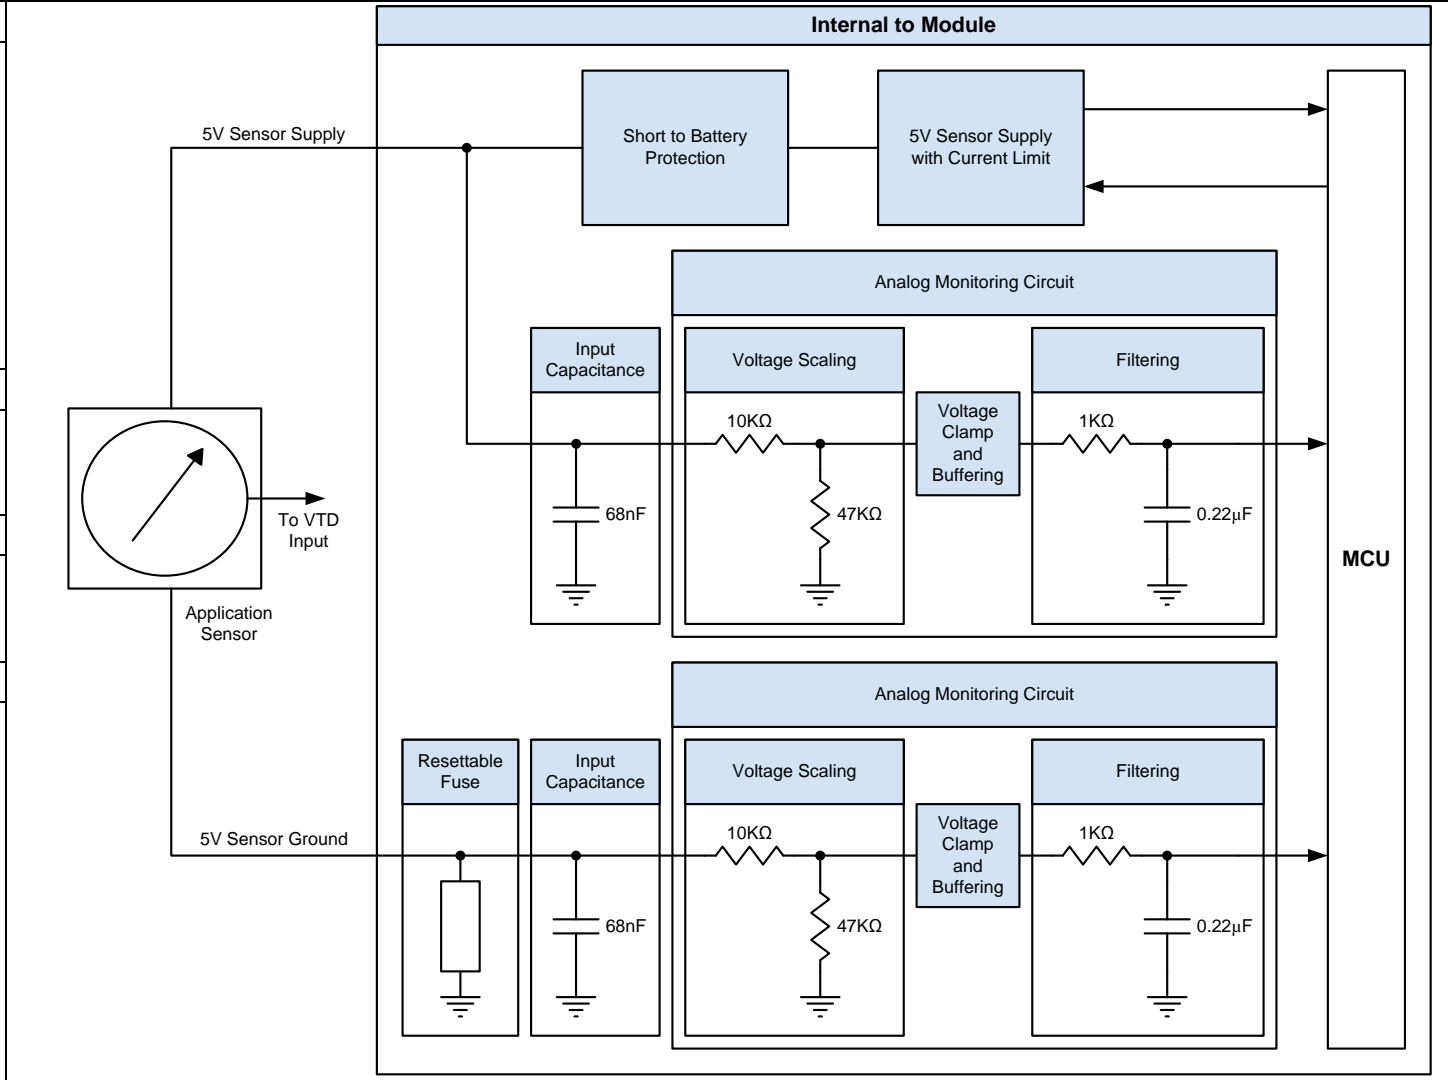 Internal to Module
5V Sensor Supply
Short to Battery
Protection
5V Sensor Supply
with Current Limit
Analog Monitoring Circuit
Input
Capacitance
Voltage Scaling
Filtering
10KΩ
Voltage
Clamp
and
Buffering
1KΩ
68nF
47KΩ
0.22μF
To VTD
Input
MCU
Application
Sensor
Analog Monitoring Circuit
Resettable
Fuse
Input
Capacitance
Voltage Scaling
Filtering
5V Sensor Ground
10KΩ
Voltage
Clamp
and
Buffering
1KΩ
68nF
47KΩ
0.22μF